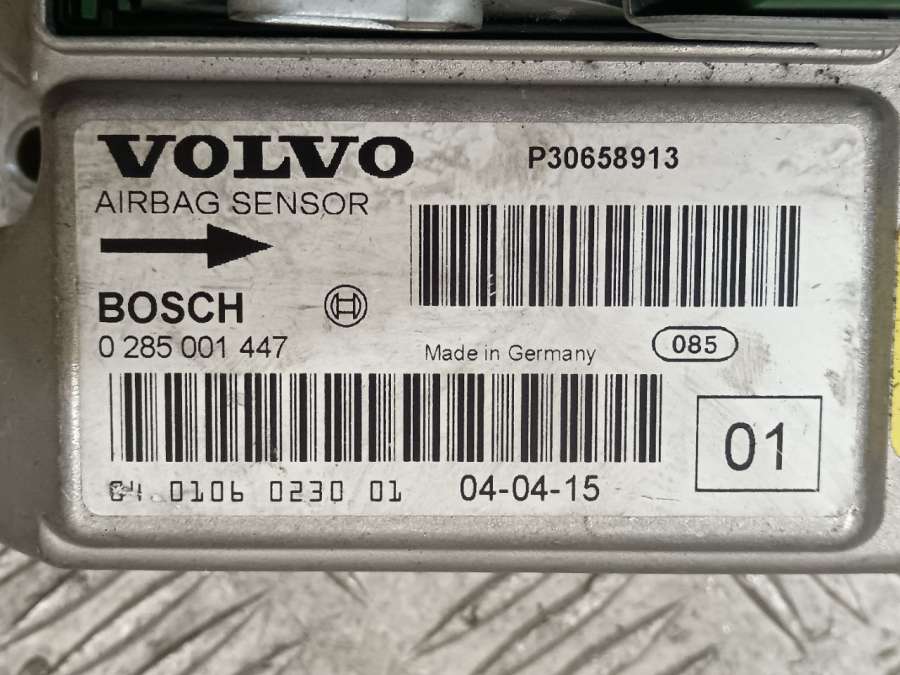 VOLVO
P30658913
AIRBAG SENSOR
BOSCH
0 285 001 447
Made in Germany
085
01
0106 0230 01
04-04-15